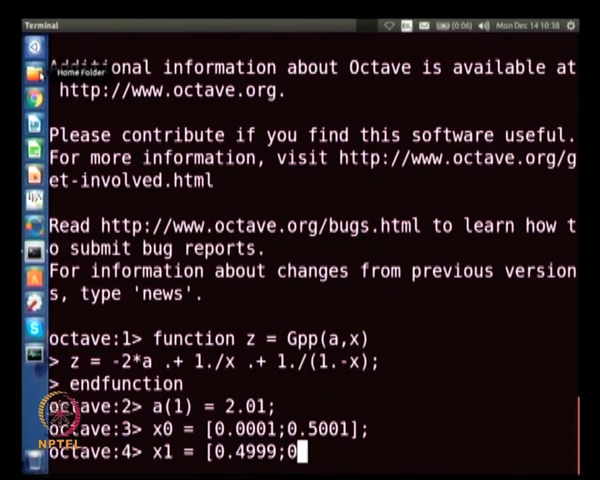 Terminal
(0:06) Mon Dec 14 10:38
Additional information about Octave is available at
Home Folder
http://www.octave.org.
Please contribute if you find this software useful.
For more information, visit http://www.octave.org/g
et-involved.html
Read http://www.octave.org/bugs.html to learn how t
o submit bug reports.
For information about changes from previous version
s, type 'news'.
octave:1> function z = Gpp(a,x)
> z = -2*a .+ 1./x .+ 1./(1.-x);
> endfunction
octave:2> a(1) = 2.01;
octave:3> x0 = [0.0001;0.5001];
octave:4> x1 = [0.4999;0
NPTEL